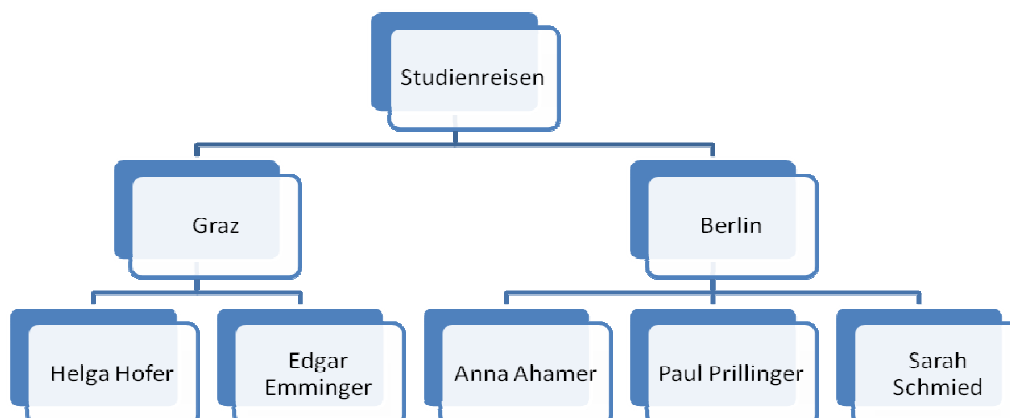 Studienreisen
Graz
Berlin
Helga Hofer
Edgar
Emminger
Anna Ahamer
Paul Prillinger
Sarah
Schmied